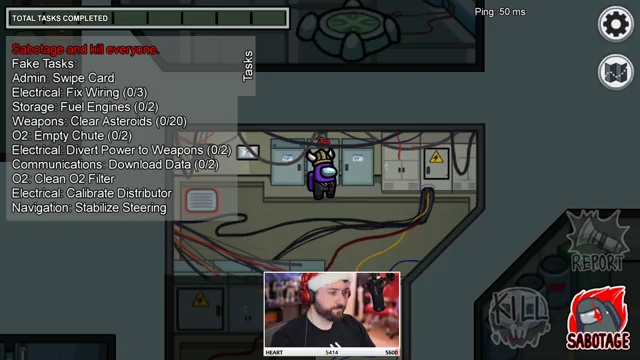 TOTAL TASKS COMPLETED
Ping: 50 ms
Sabotage and kill everyone.
Fake Tasks:
Admin: Swipe Card
Electrical: Fix Wiring (0/3)
Storage: Fuel Engines (0/2)
Weapons: Clear Asteroids (0/20)
O2: Empty Chute (0/2)
Electrical: Divert Power to Weapons (0/2)
Communications: Download Data (0/2)
O2: Clean O2 Filter
Electrical: Calibrate Distributor
Navigation: Stabilize Steering
Tasks
REPORT
KILL
SABOTAGE
HEART 5414 5600